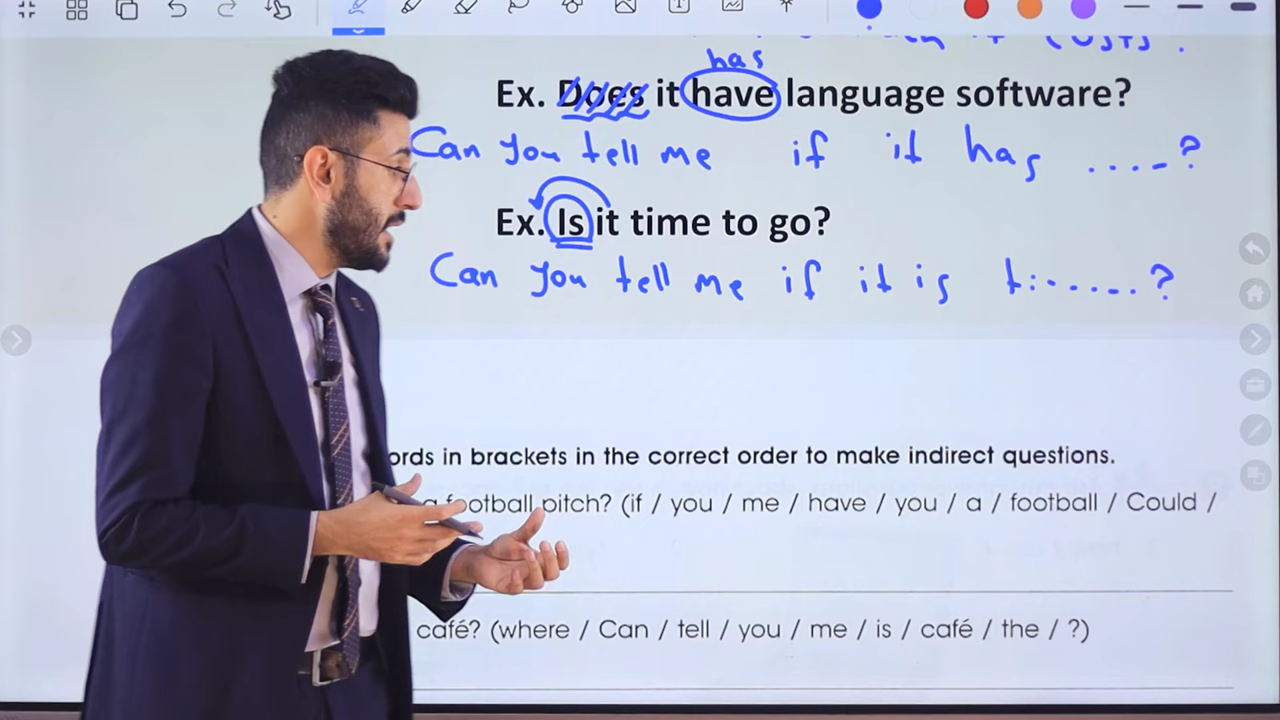 has
Ex. Does it have language software?
Can you tell me if it has ....?
Ex. Is it time to go?
Can you tell me if it is ti......?
ords in brackets in the correct order to make indirect questions.
a football pitch? (if / you / me / have / you / a / football / Could /
café? (where / Can / tell / you / me / is / café / the / ?)